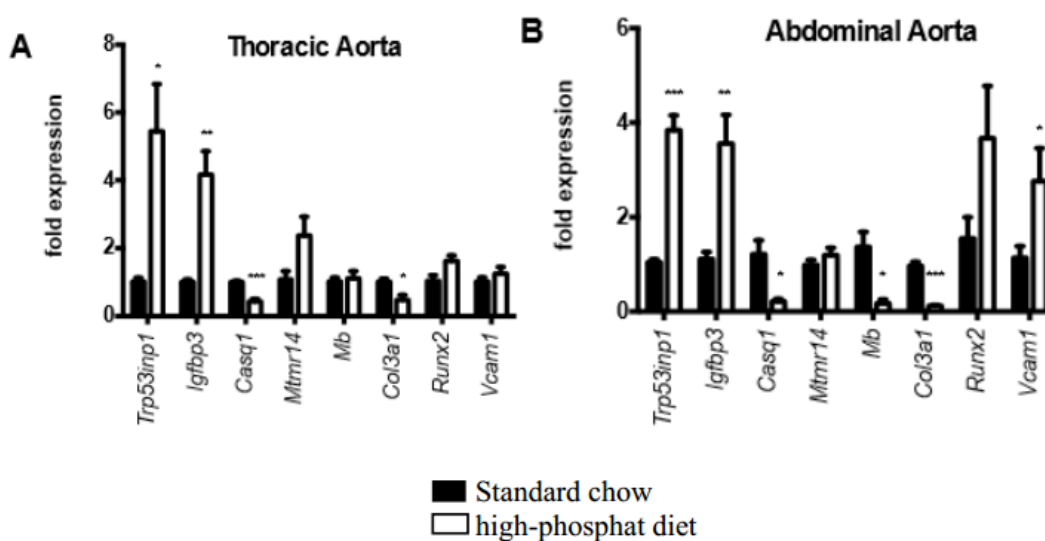 A
Thoracic Aorta
fold expression
8
6
4
2
0
*
**
***
*
Trp53inp1
Igfbp3
Casq1
Mtmr14
Mb
Col3a1
Runx2
Vcam1
B
Abdominal Aorta
fold expression
6
4
2
0
***
**
*
*
***
*
Trp53inp1
Igfbp3
Casq1
Mtmr14
Mb
Col3a1
Runx2
Vcam1
Standard chow
high-phosphat diet